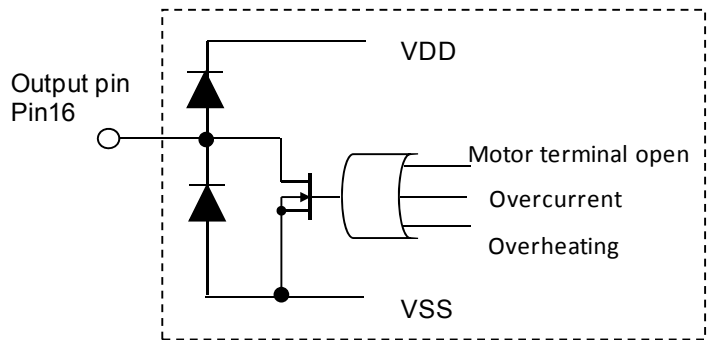 VDD
Output pin
Pin16
Motor terminal open
Overcurrent
Overheating
VSS